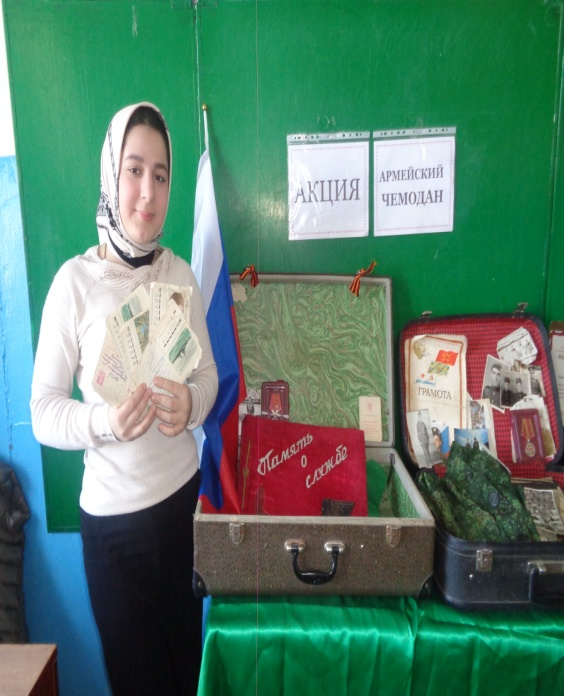 АКЦИЯ
АРМЕЙСКИЙ
ЧЕМОДАН
Память
о
службе
ГРАМОТА